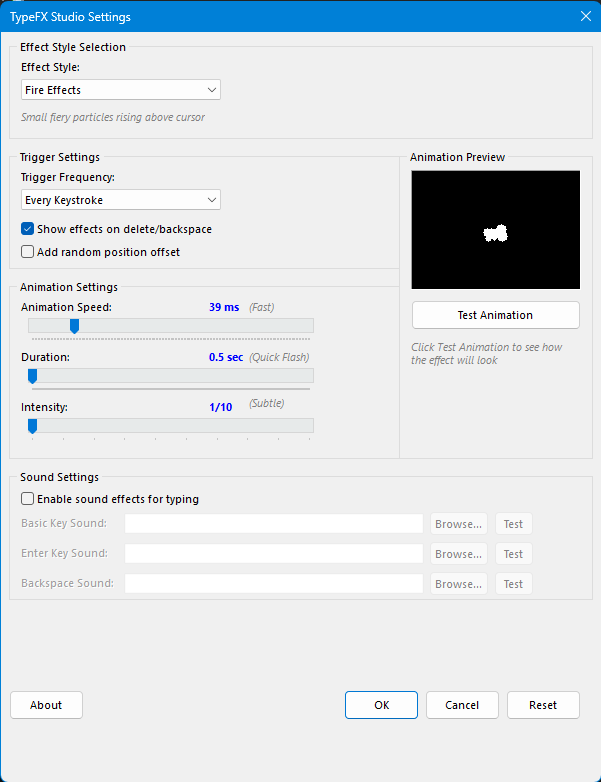 TypeFX Studio Settings
Effect Style Selection
Effect Style:
Fire Effects
Small fiery particles rising above cursor
Trigger Settings
Trigger Frequency:
Every Keystroke
Show effects on delete/backspace
Add random position offset
Animation Preview
Test Animation
Click Test Animation to see how
the effect will look
Animation Settings
Animation Speed: 39 ms (Fast)
Duration: 0.5 sec (Quick Flash)
Intensity: 1/10 (Subtle)
Sound Settings
Enable sound effects for typing
Basic Key Sound: Browse... Test
Enter Key Sound: Browse... Test
Backspace Sound: Browse... Test
About OK Cancel Reset